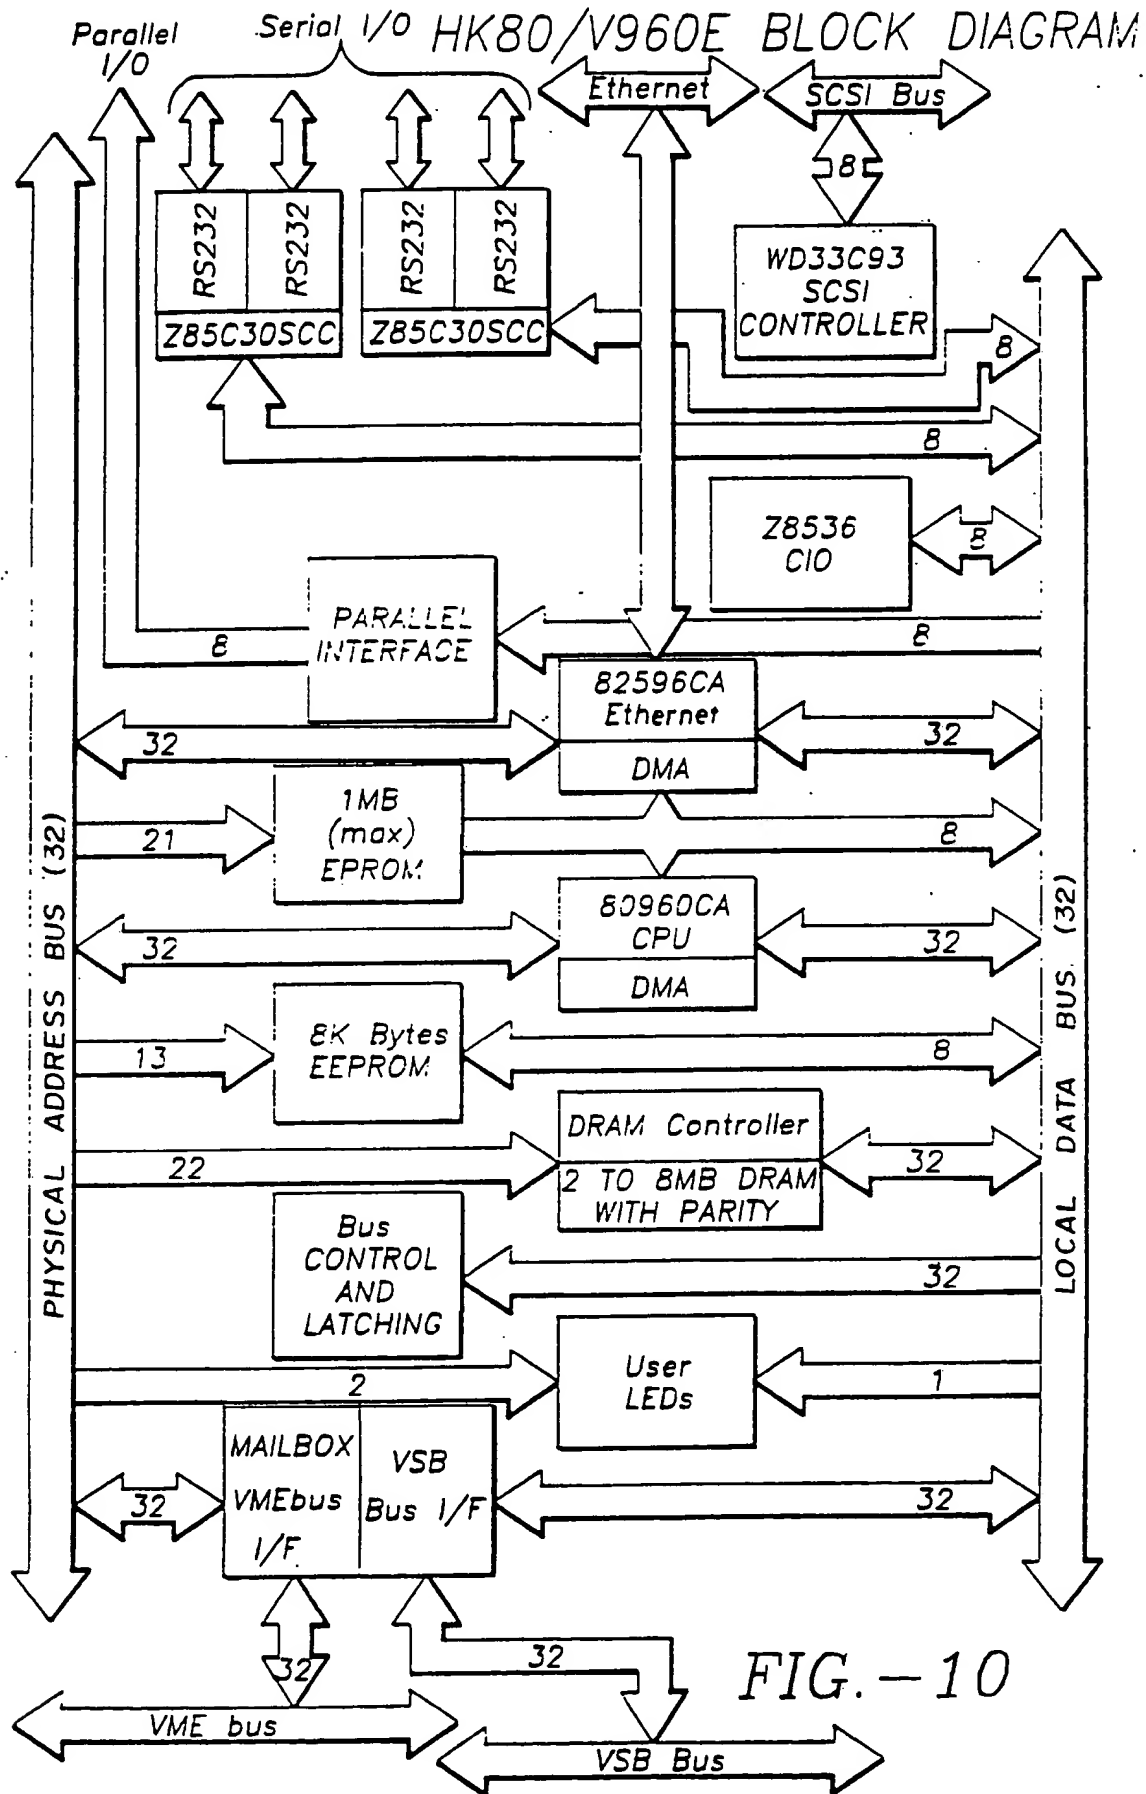 HK80/V960E BLOCK DIAGRAM
Parallel
I/O
Serial I/O
Ethernet
SCSI Bus
8
RS232
RS232
RS232
RS232
Z85C30SCC
Z85C30SCC
WD33C93
SCSI
CONTROLLER
8
8
Z8536
CIO
8
PARALLEL
INTERFACE
8
8
82596CA
Ethernet
DMA
32
32
1MB
(max)
EPROM
21
8
80960CA
CPU
DMA
32
32
8K Bytes
EEPROM
13
8
DRAM Controller
2 TO 8MB DRAM
WITH PARITY
22
32
Bus
CONTROL
AND
LATCHING
32
User
LEDs
2
1
MAILBOX
VMEbus
I/F
VSB
Bus I/F
32
32
32
32
VME bus
VSB Bus
PHYSICAL ADDRESS BUS (32)
LOCAL DATA BUS (32)
FIG.-10